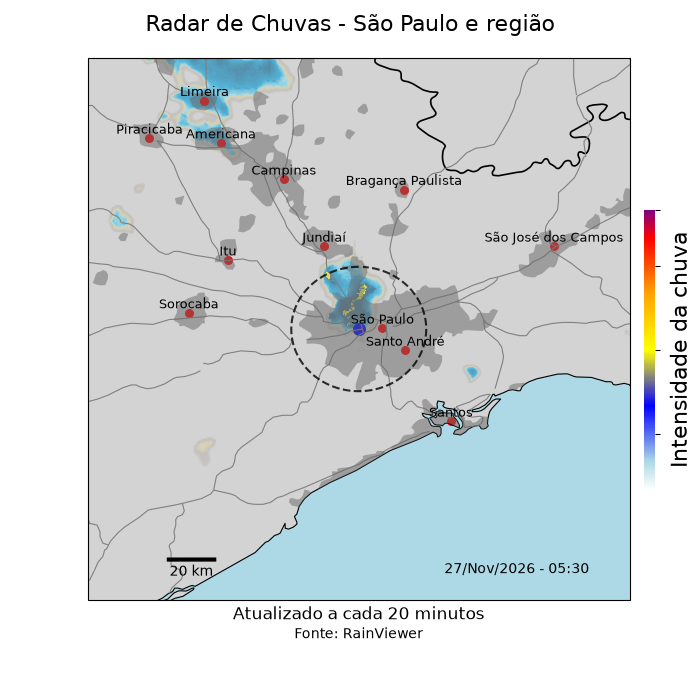 Radar de Chuvas - São Paulo e região
Limeira
Piracicaba
Americana
Campinas
Bragança Paulista
Jundiaí
São José dos Campos
Itu
Sorocaba
São Paulo
Santo André
Santos
Intensidade da chuva
20 km
27/Nov/2026 - 05:30
Atualizado a cada 20 minutos
Fonte: RainViewer